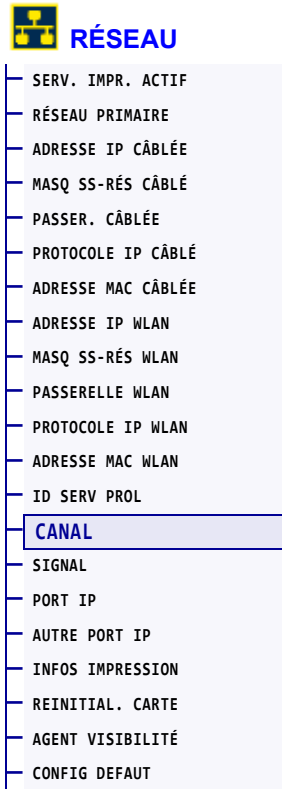 RÉSEAU
SERV. IMPR. ACTIF
RÉSEAU PRIMAIRE
ADRESSE IP CÂBLÉE
MASQ SS-RÉS CÂBLÉ
PASSER. CÂBLÉE
PROTOCOLE IP CÂBLÉ
ADRESSE MAC CÂBLÉE
ADRESSE IP WLAN
MASQ SS-RÉS WLAN
PASSERELLE WLAN
PROTOCOLE IP WLAN
ADRESSE MAC WLAN
ID SERV PROL
CANAL
SIGNAL
PORT IP
AUTRE PORT IP
INFOS IMPRESSION
REINITIAL. CARTE
AGENT VISIBILITÉ
CONFIG DEFAUT